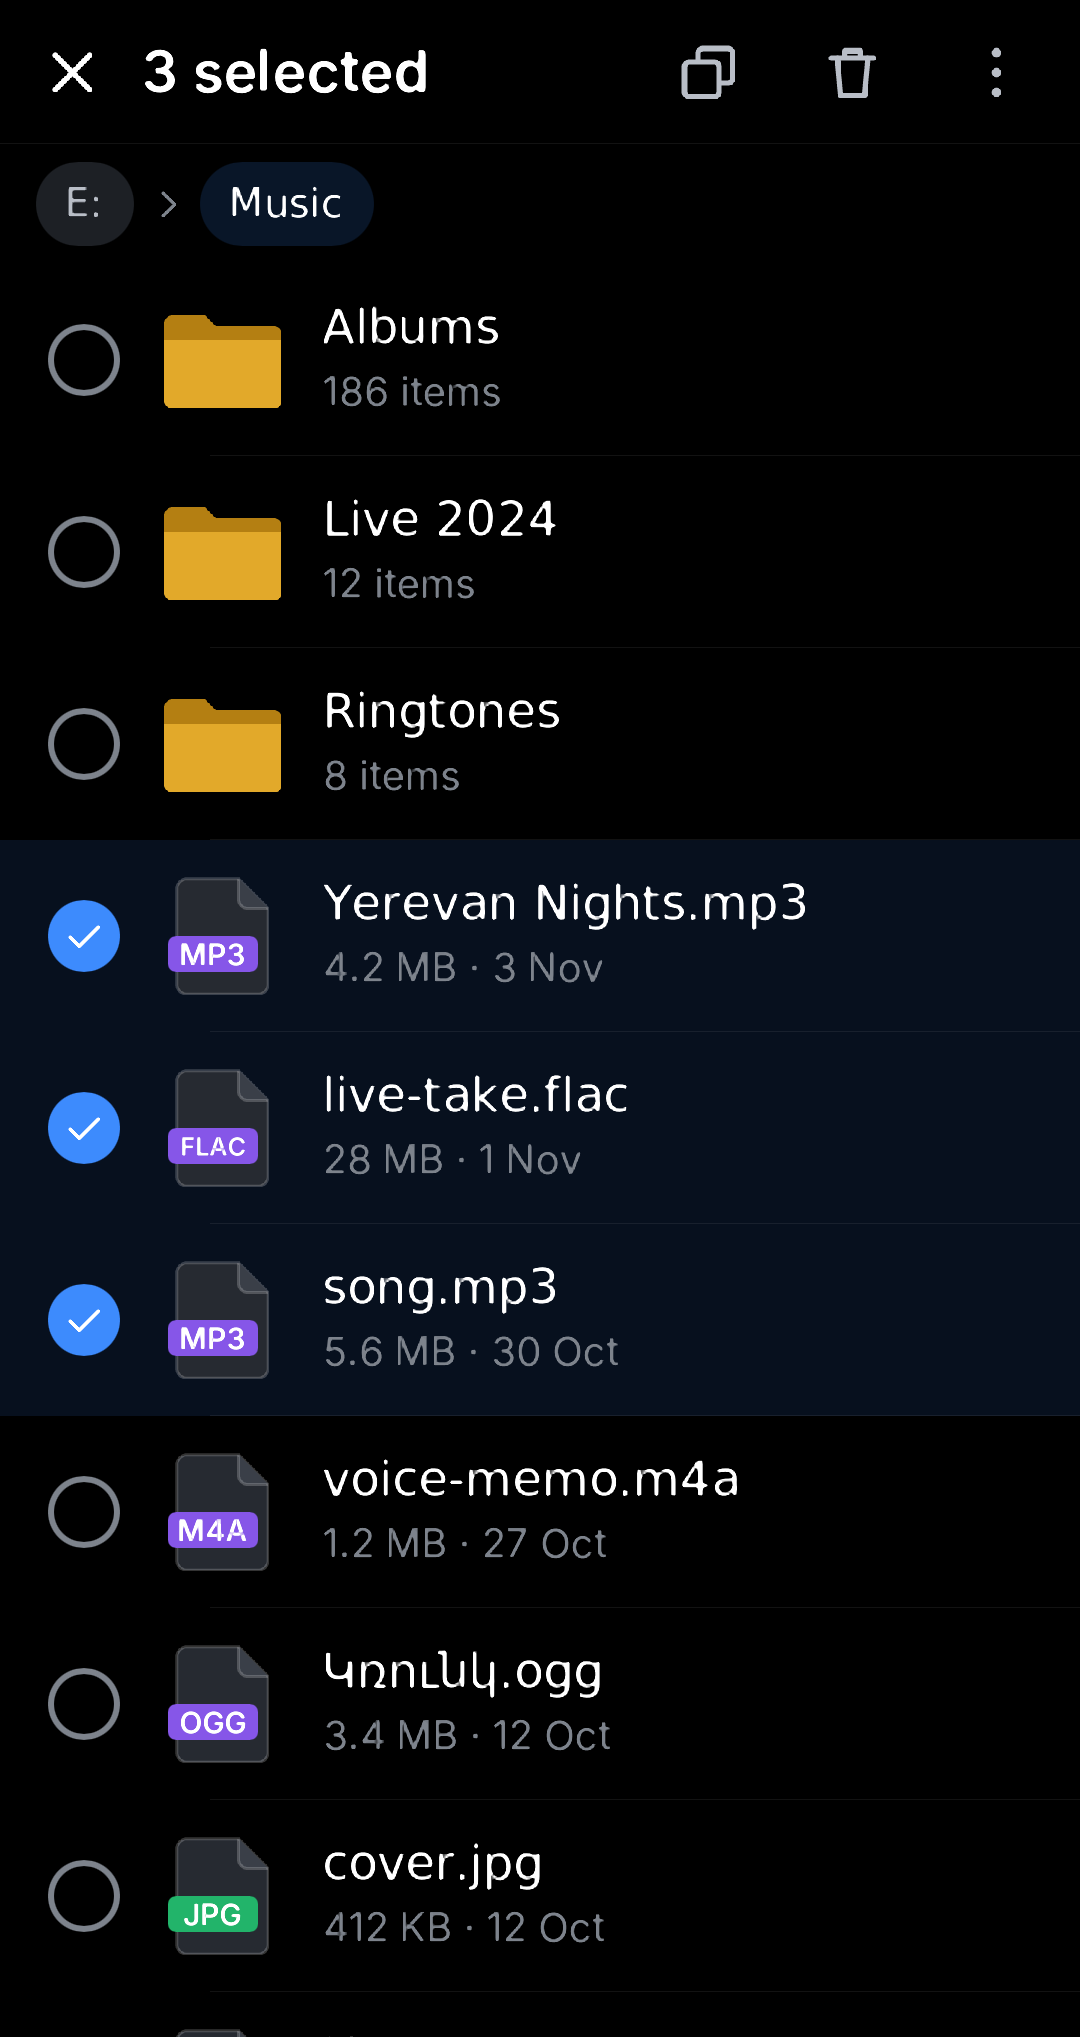 3 selected
E: > Music
Albums
186 items
Live 2024
12 items
Ringtones
8 items
Yerevan Nights.mp3
MP3
4.2 MB · 3 Nov
live-take.flac
FLAC
28 MB · 1 Nov
song.mp3
MP3
5.6 MB · 30 Oct
voice-memo.m4a
M4A
1.2 MB · 27 Oct
Կռունկ.ogg
OGG
3.4 MB · 12 Oct
cover.jpg
JPG
412 KB · 12 Oct